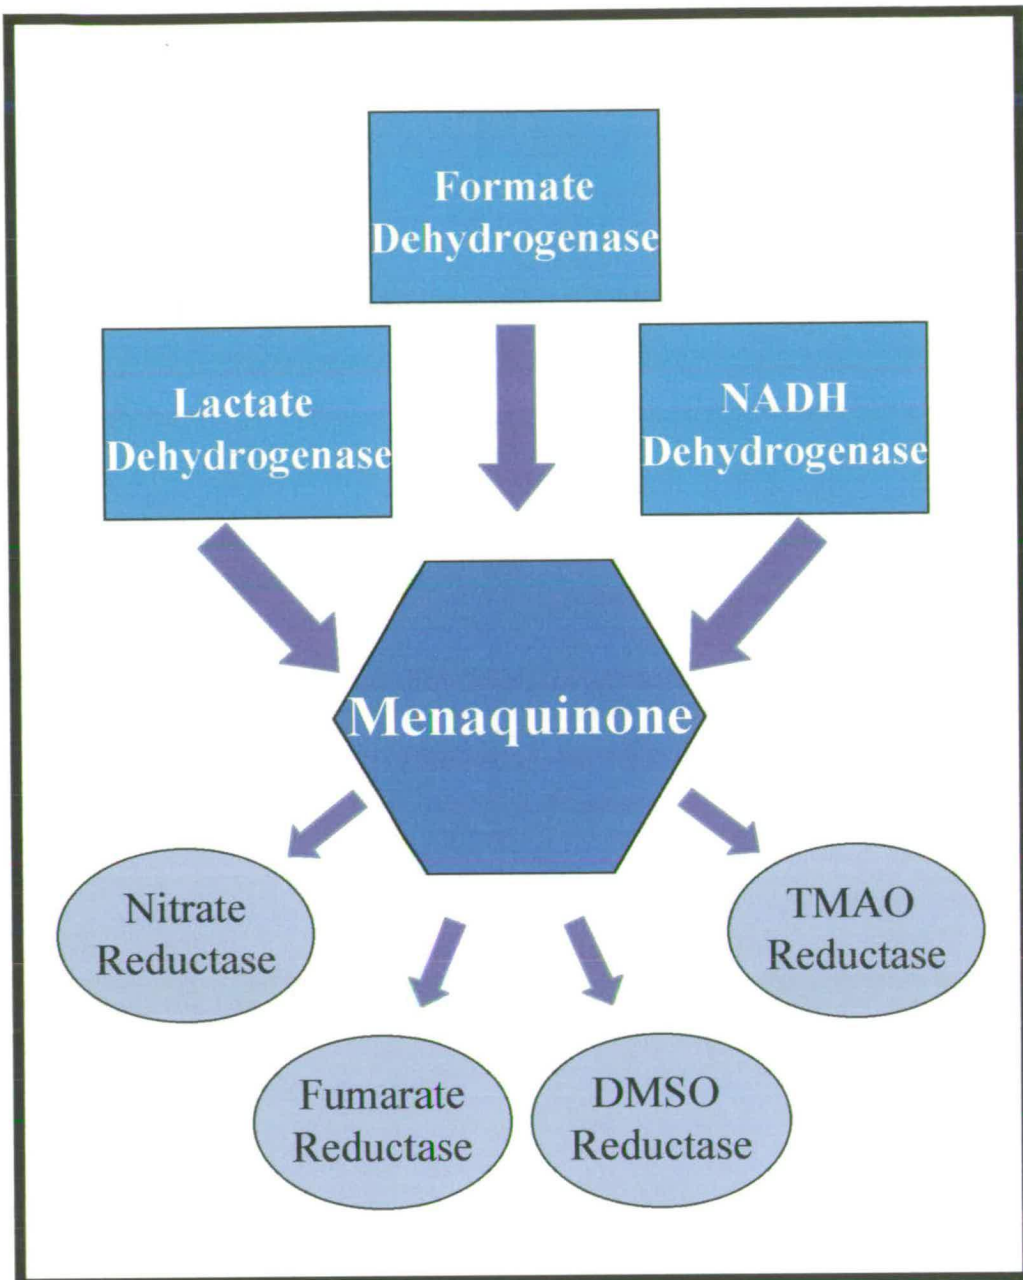 Formate
Dehydrogenase
Lactate
Dehydrogenase
NADH
Dehydrogenase
Menaquinone
Nitrate
Reductase
TMAO
Reductase
Fumarate
Reductase
DMSO
Reductase